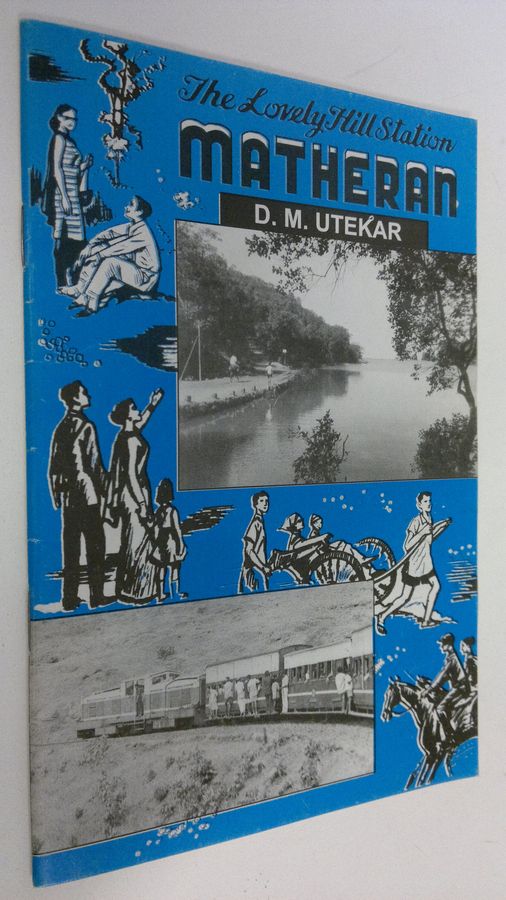 The Lovely Hill Station
MATHERAN
D. M. UTEKAR